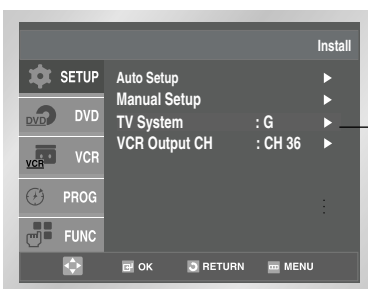 Install
SETUP
Auto Setup
Manual Setup
DVD DVD
TV System : G
VCR Output CH : CH 36
VCR VCR
PROG
FUNC
OK RETURN MENU